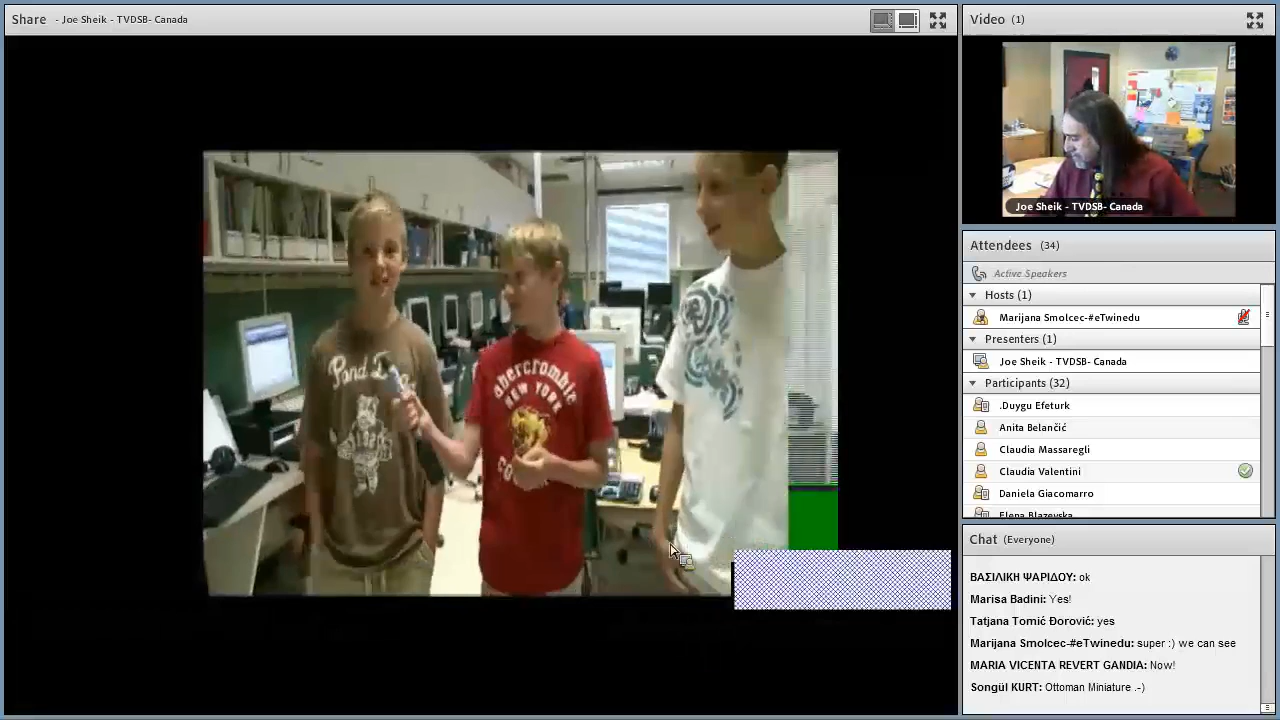 Share - Joe Sheik - TVDSB- Canada
Pond D
abercrombie
NEW YORK
Video (1)
Joe Sheik - TVDSB- Canada
Attendees (34)
Active Speakers
Hosts (1)
Marijana Smolcec-#eTwinedu
Presenters (1)
Joe Sheik - TVDSB- Canada
Participants (32)
.Duygu Efeturk
Anita Belančić
Claudia Massaregli
Claudia Valentini
Daniela Giacomarro
Elena Blazevska
Chat (Everyone)
ΒΑΣΙΛΙΚΗ ΨΑΡΙΔΟΥ: ok
Marisa Badini: Yes!
Tatjana Tomić Đorović: yes
Marijana Smolcec-#eTwinedu: super :) we can see
MARIA VICENTA REVERT GANDIA: Now!
Songül KURT: Ottoman Miniature .-)